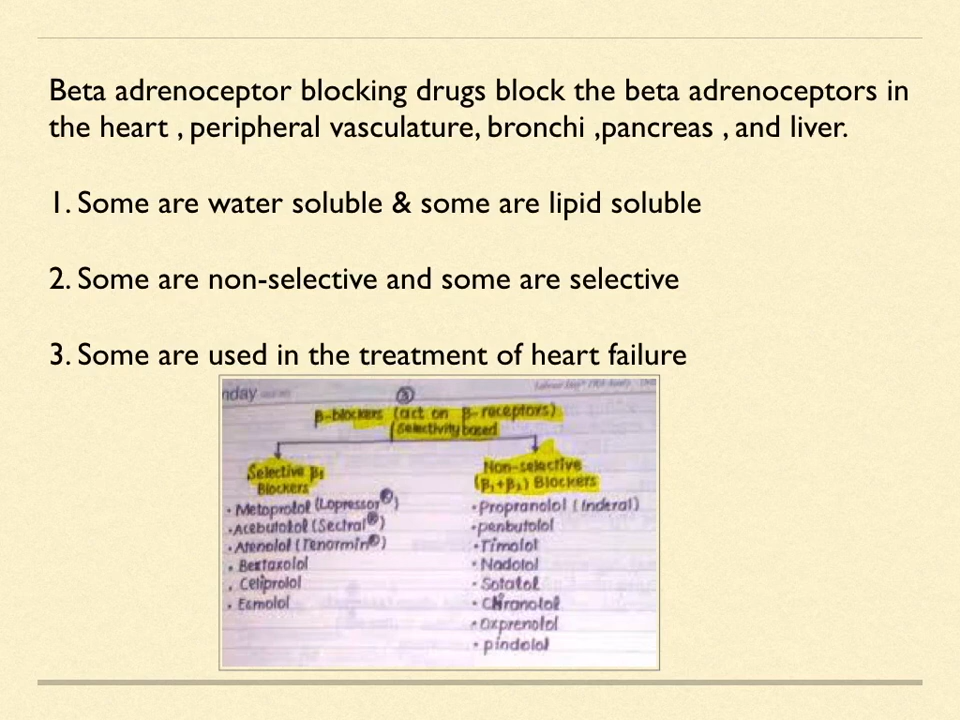 Beta adrenoceptor blocking drugs block the beta adrenoceptors in
the heart , peripheral vasculature, bronchi ,pancreas , and liver.
1. Some are water soluble & some are lipid soluble
2. Some are non-selective and some are selective
3. Some are used in the treatment of heart failure
nday
③
β-blockers (act on β-receptors)
(Selectivity based
Selective β₁
Blockers
• Metoprolol (Lopressor®)
• Acebutolol (Sectral®)
• Atenolol (Tenormin®)
• Bextaxolol
• Celiprolol
• Esmolol
Non-selective
(β₁+β₂) Blockers
• Propranolol (Inderal)
• penbutolol
• Timolol
• Nadolol
• Sotalol
• Oxprenolol
• pindolol